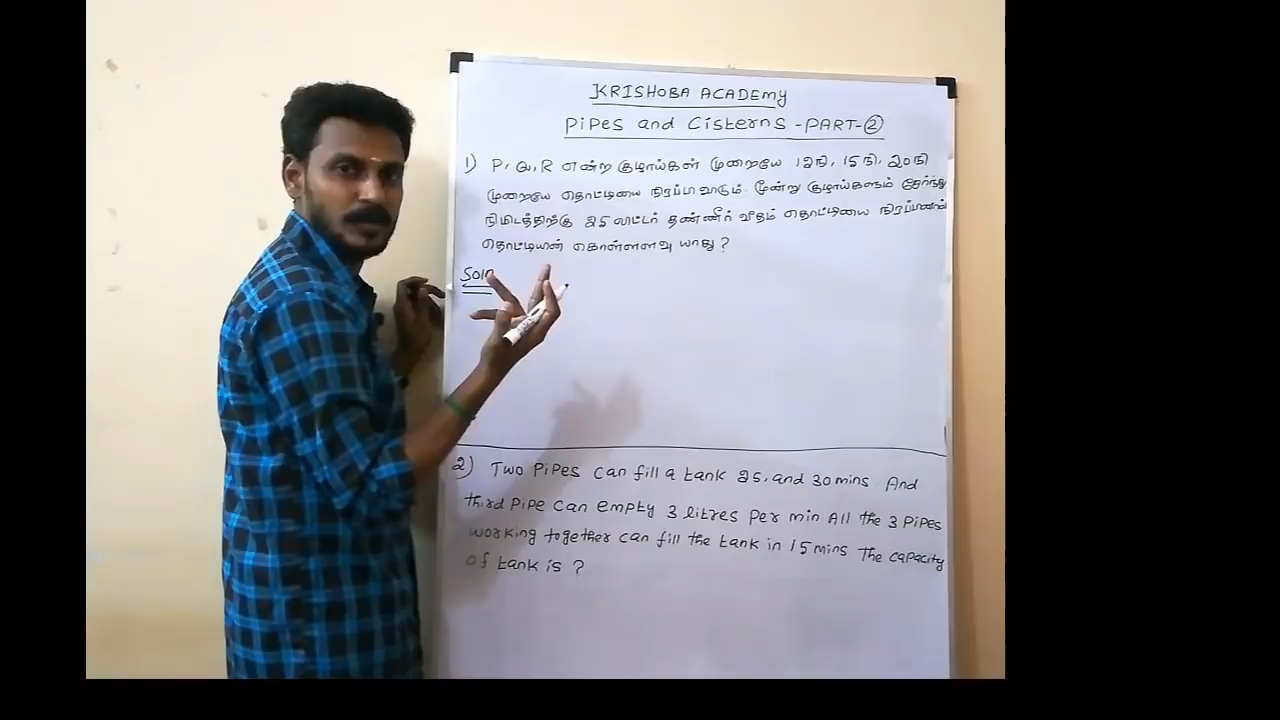 KRISHOBA ACADEMY
Pipes and Cisterns - PART-②
1) P, Q, R என்ற குழாய்கள் முறையே 12நி, 15நி, 20நி
முறையே தொட்டியை நிரப்ப வாடும். மூன்று குழாய்களும் சேர்ந்து
நிமிடத்திற்கு 25 லிட்டர் தண்ணீர் வீதம் தொட்டியை நிரப்பினால்
தொட்டியின் கொள்ளளவு யாது?
Soln
2) Two Pipes can fill a tank 25, and 30 mins. And
third Pipe can empty 3 litres per min All the 3 pipes
working together can fill the tank in 15 mins The capacity
of tank is ?